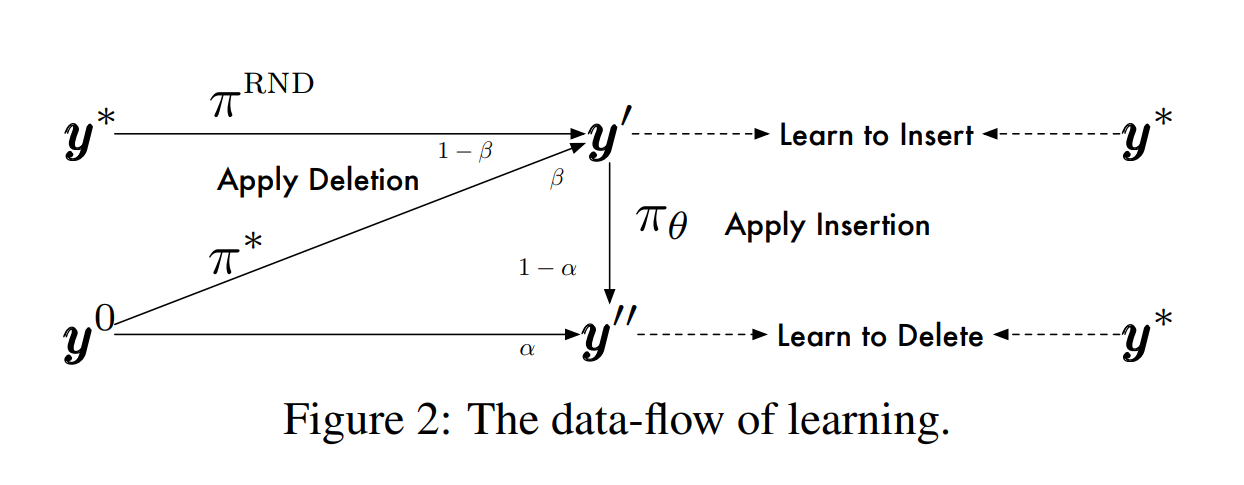 π^RND
y* y′ Learn to Insert y*
1 − β
Apply Deletion β
π_θ Apply Insertion
π*
1 − α
y⁰ y″ Learn to Delete y*
α
Figure 2: The data-flow of learning.